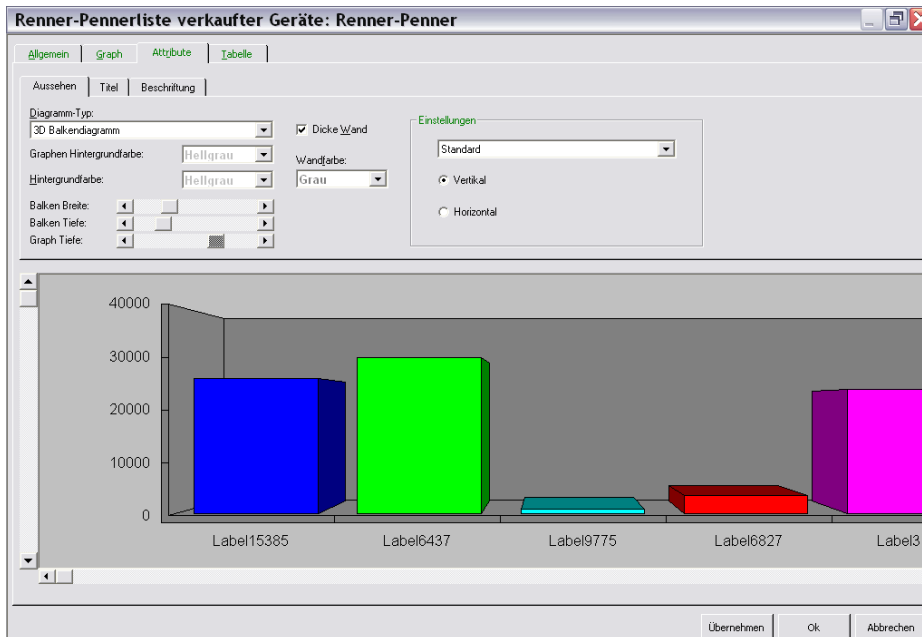 Renner-Pennerliste verkaufter Geräte: Renner-Penner
Allgemein Graph Attribute Tabelle
Aussehen Titel Beschriftung
Diagramm-Typ:
3D Balkendiagramm
Graphen Hintergrundfarbe: Hellgrau
Hintergrundfarbe: Hellgrau
Balken Breite:
Balken Tiefe:
Graph Tiefe:
Dicke Wand
Wandfarbe:
Grau
Einstellungen
Standard
Vertikal
Horizontal
40000
30000
20000
10000
0
Label15385 Label6437 Label9775 Label6827 Label3
Übernehmen Ok Abbrechen